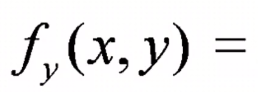 f_y(x, y) =